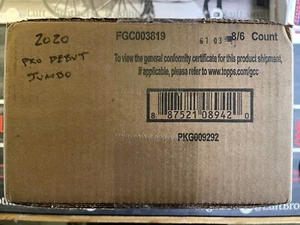 2020
PRO DEBUT
JUMBO
FGC003819
8/6 Count
To view the general conformity certificate for this product shipment,
if applicable, please refer to www.topps.com/gcc
8 87521 08942 0
PKG009292